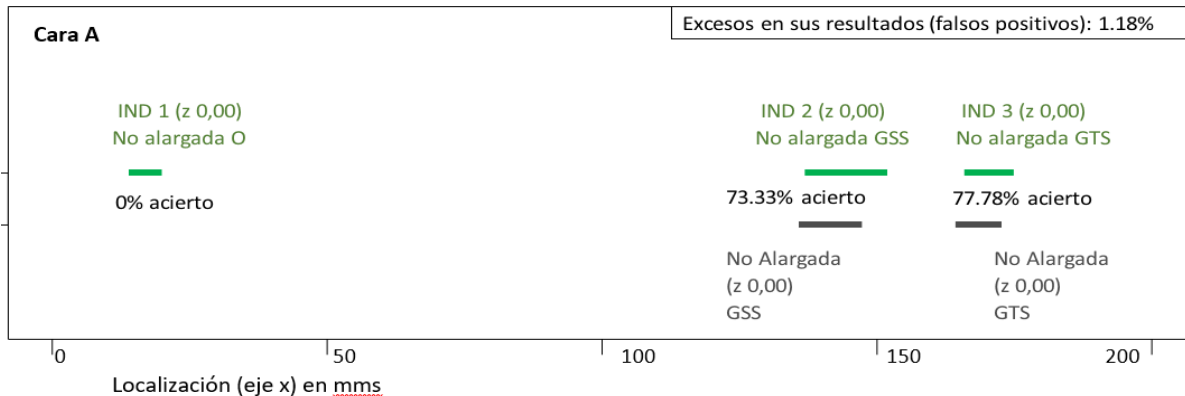 Cara A
Excesos en sus resultados (falsos positivos): 1.18%
IND 1 (z 0,00)
No alargada O
0% acierto
IND 2 (z 0,00)
No alargada GSS
73.33% acierto
IND 3 (z 0,00)
No alargada GTS
77.78% acierto
No Alargada
(z 0,00)
GSS
No Alargada
(z 0,00)
GTS
0
50
100
150
200
Localización (eje x) en mms